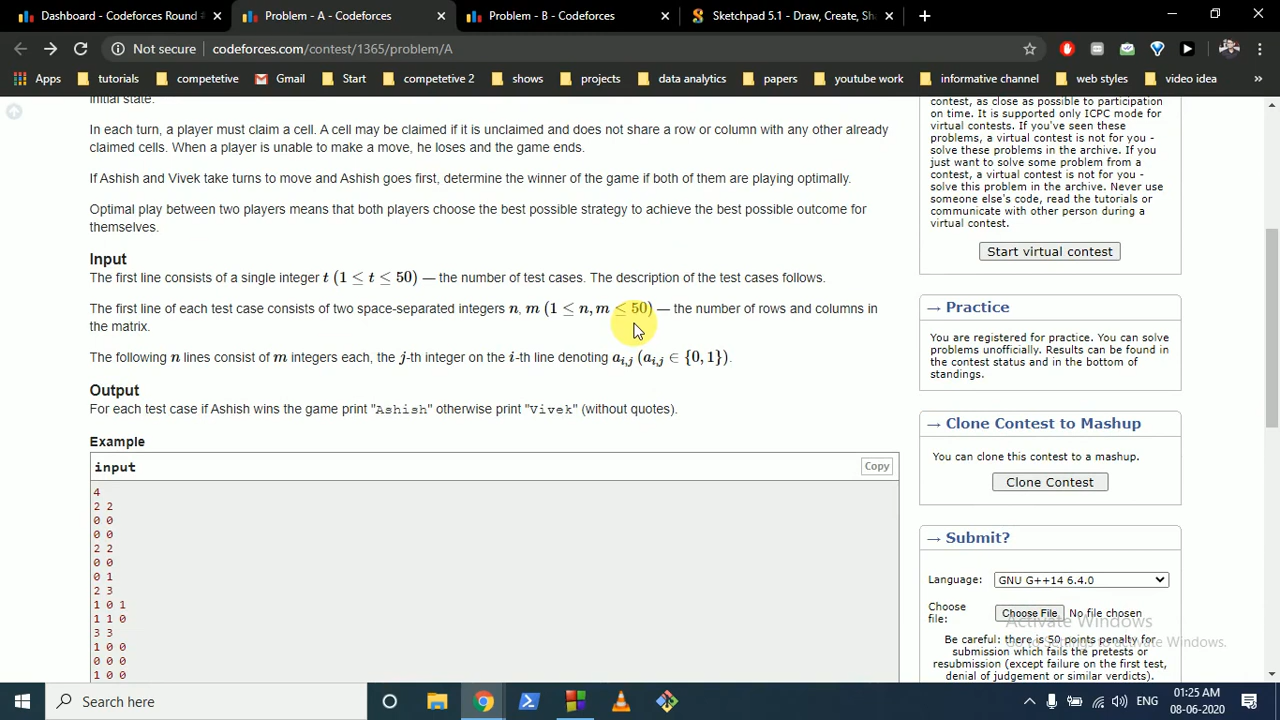 Dashboard - Codeforces Round
Problem - A - Codeforces
Problem - B - Codeforces
Sketchpad 5.1 - Draw, Create, Sha
Not secure
codeforces.com/contest/1365/problem/A
Apps
tutorials
competetive
Gmail
Start
competetive 2
shows
projects
data analytics
papers
youtube work
informative channel
web styles
video idea
initial state.
In each turn, a player must claim a cell. A cell may be claimed if it is unclaimed and does not share a row or column with any other already
claimed cells. When a player is unable to make a move, he loses and the game ends.
If Ashish and Vivek take turns to move and Ashish goes first, determine the winner of the game if both of them are playing optimally.
Optimal play between two players means that both players choose the best possible strategy to achieve the best possible outcome for
themselves.
Input
The first line consists of a single integer t (1 ≤ t ≤ 50) — the number of test cases. The description of the test cases follows.
The first line of each test case consists of two space-separated integers n, m (1 ≤ n, m ≤ 50) — the number of rows and columns in
the matrix.
The following n lines consist of m integers each, the j-th integer on the i-th line denoting a_{i,j} (a_{i,j} ∈ {0, 1}).
Output
For each test case if Ashish wins the game print "Ashish" otherwise print "Vivek" (without quotes).
Example
input
Copy
4
2 2
0 0
0 0
2 2
0 0
0 1
2 3
1 0 1
1 1 0
3 3
1 0 0
0 0 0
1 0 0
contest, as close as possible to participation
on time. It is supported only ICPC mode for
virtual contests. If you've seen these
problems, a virtual contest is not for you -
solve these problems in the archive. If you
just want to solve some problem from a
contest, a virtual contest is not for you -
solve this problem in the archive. Never use
someone else's code, read the tutorials or
communicate with other person during a
virtual contest.
Start virtual contest
→ Practice
You are registered for practice. You can solve
problems unofficially. Results can be found in
the contest status and in the bottom of
standings.
→ Clone Contest to Mashup
You can clone this contest to a mashup.
Clone Contest
→ Submit?
Language:
GNU G++14 6.4.0
Choose
file:
Choose File
No file chosen
Activate Windows
Go to Settings to activate Windows.
Be careful: there is 50 points penalty for
submission which fails the pretests or
resubmission (except failure on the first test,
denial of judgement or similar verdicts).
Search here
ENG
01:25 AM
08-06-2020